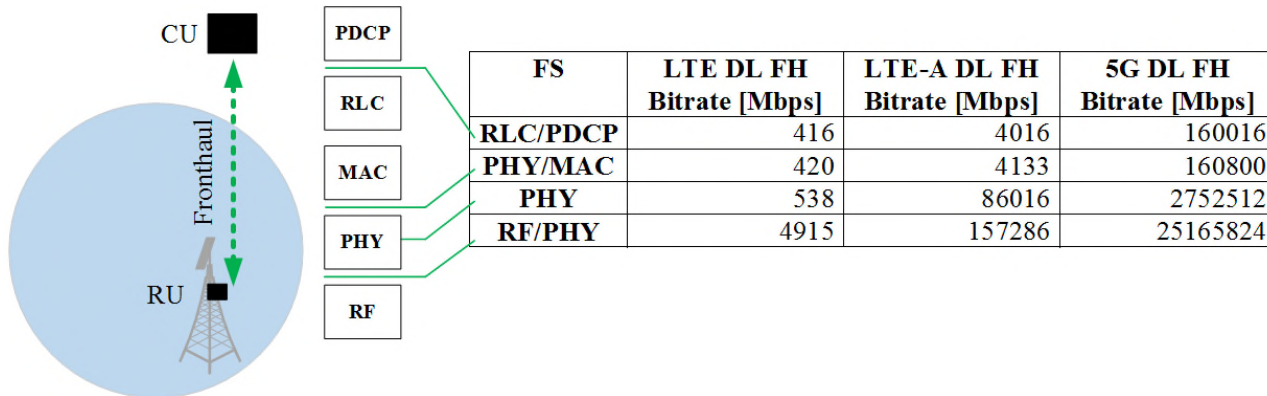 CU
Fronthaul
RU
PDCP
RLC
MAC
PHY
RF
FS LTE DL FH Bitrate [Mbps] LTE-A DL FH Bitrate [Mbps] 5G DL FH Bitrate [Mbps]
RLC/PDCP 416 4016 160016
PHY/MAC 420 4133 160800
PHY 538 86016 2752512
RF/PHY 4915 157286 25165824